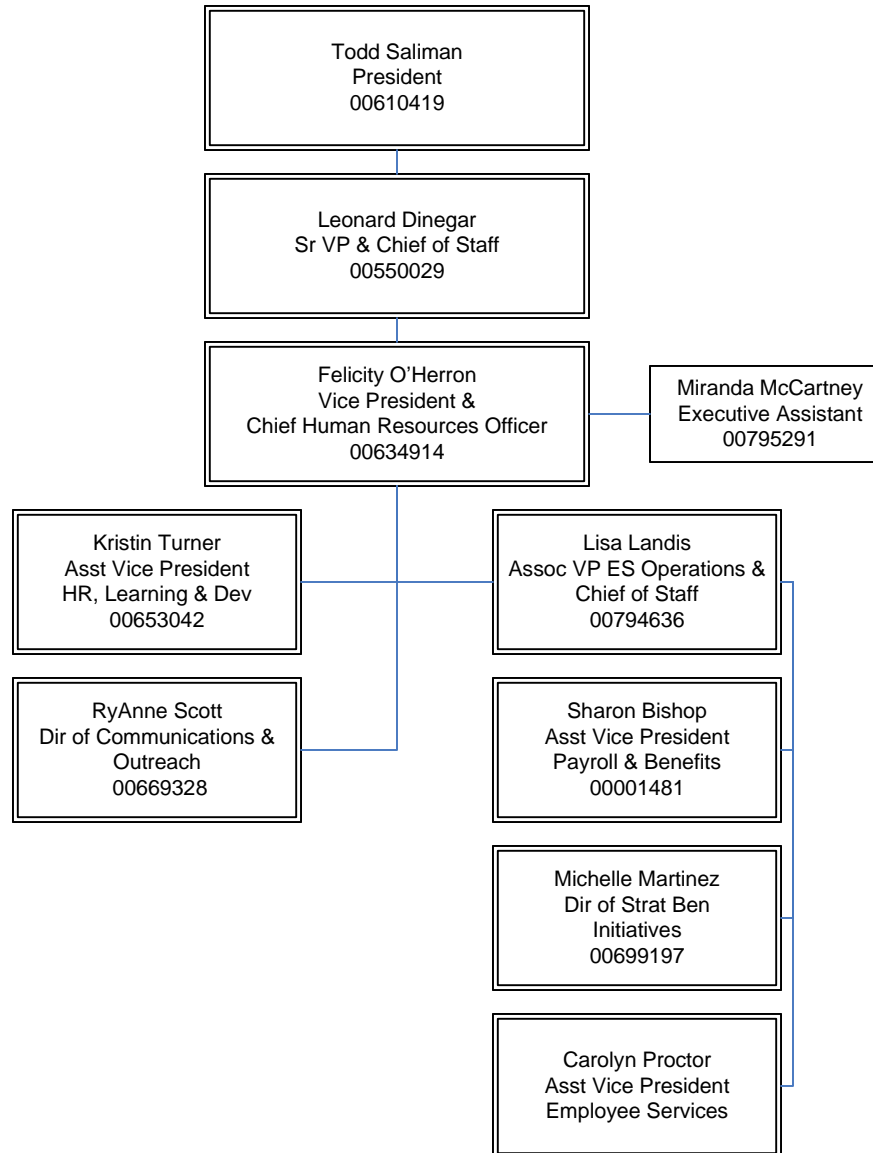 Todd Saliman
President
00610419
Leonard Dinegar
Sr VP & Chief of Staff
00550029
Felicity O’Herron
Vice President &
Chief Human Resources Officer
00634914
Miranda McCartney
Executive Assistant
00795291
Kristin Turner
Asst Vice President
HR, Learning & Dev
00653042
Lisa Landis
Assoc VP ES Operations &
Chief of Staff
00794636
RyAnne Scott
Dir of Communications &
Outreach
00669328
Sharon Bishop
Asst Vice President
Payroll & Benefits
00001481
Michelle Martinez
Dir of Strat Ben
Initiatives
00699197
Carolyn Proctor
Asst Vice President
Employee Services